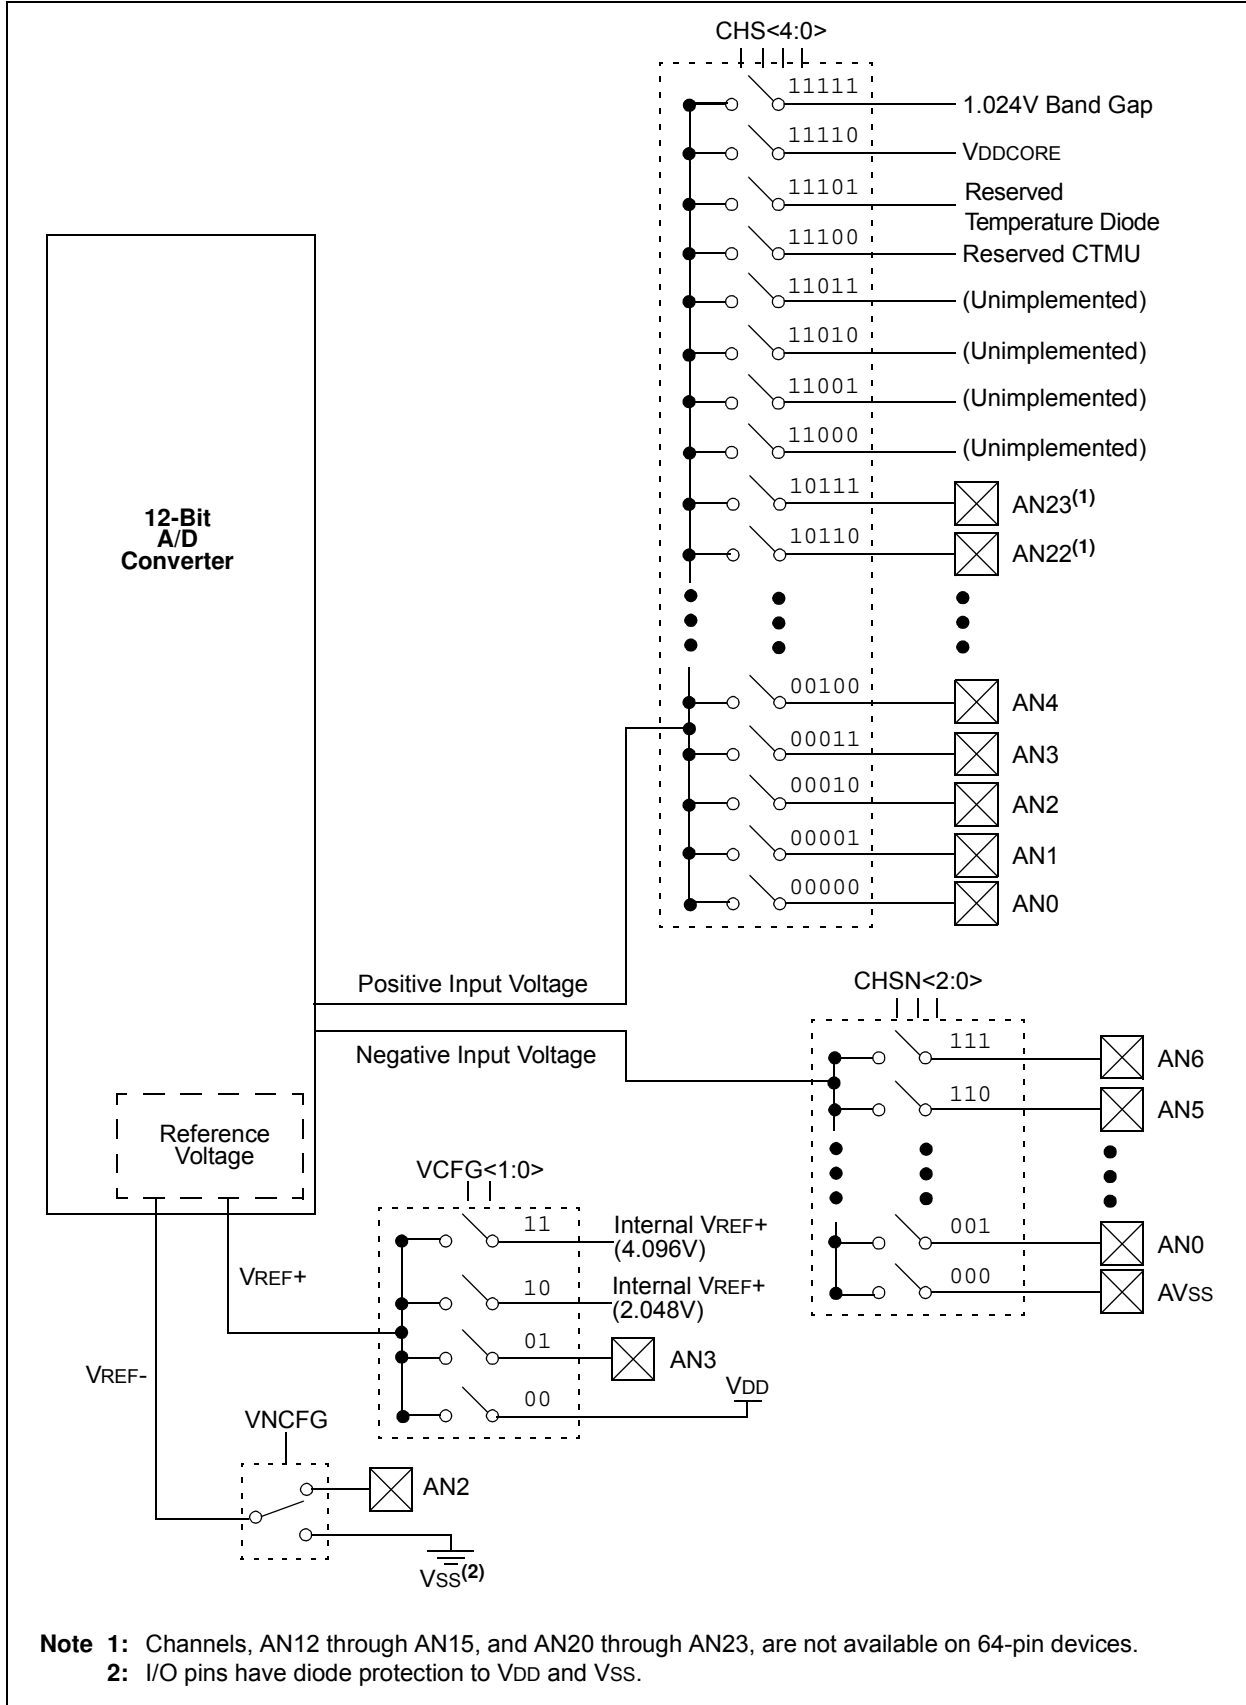 CHS<4:0>
11111
1.024V Band Gap
11110
VDDCORE
11101
Reserved
Temperature Diode
11100
Reserved CTMU
11011
(Unimplemented)
11010
(Unimplemented)
11001
(Unimplemented)
11000
(Unimplemented)
10111
AN23(1)
10110
AN22(1)
12-Bit
A/D
Converter
00100
AN4
00011
AN3
00010
AN2
00001
AN1
00000
AN0
Positive Input Voltage
CHSN<2:0>
Negative Input Voltage
111
AN6
110
AN5
Reference
Voltage
VCFG<1:0>
11
Internal VREF+
(4.096V)
001
AN0
VREF+
10
Internal VREF+
(2.048V)
000
AVSS
01
AN3
VREF-
00
VDD
VNCFG
AN2
VSS(2)
Note 1: Channels, AN12 through AN15, and AN20 through AN23, are not available on 64-pin devices.
2: I/O pins have diode protection to VDD and VSS.